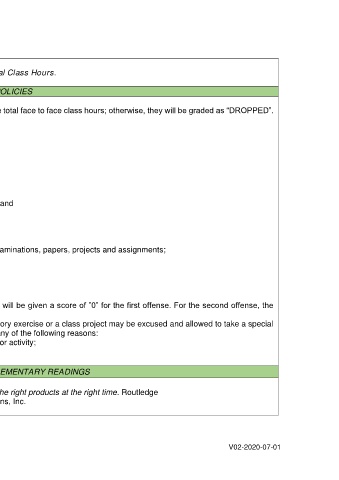 al Class Hours.
OLICIES
e total face to face class hours; otherwise, they will be graded as “DROPPED”.
and
aminations, papers, projects and assignments;
will be given a score of ”0” for the first offense. For the second offense, the
ory exercise or a class project may be excused and allowed to take a special
any of the following reasons:
or activity;
EMENTARY READINGS
he right products at the right time. Routledge
ns, Inc.
V02-2020-07-01